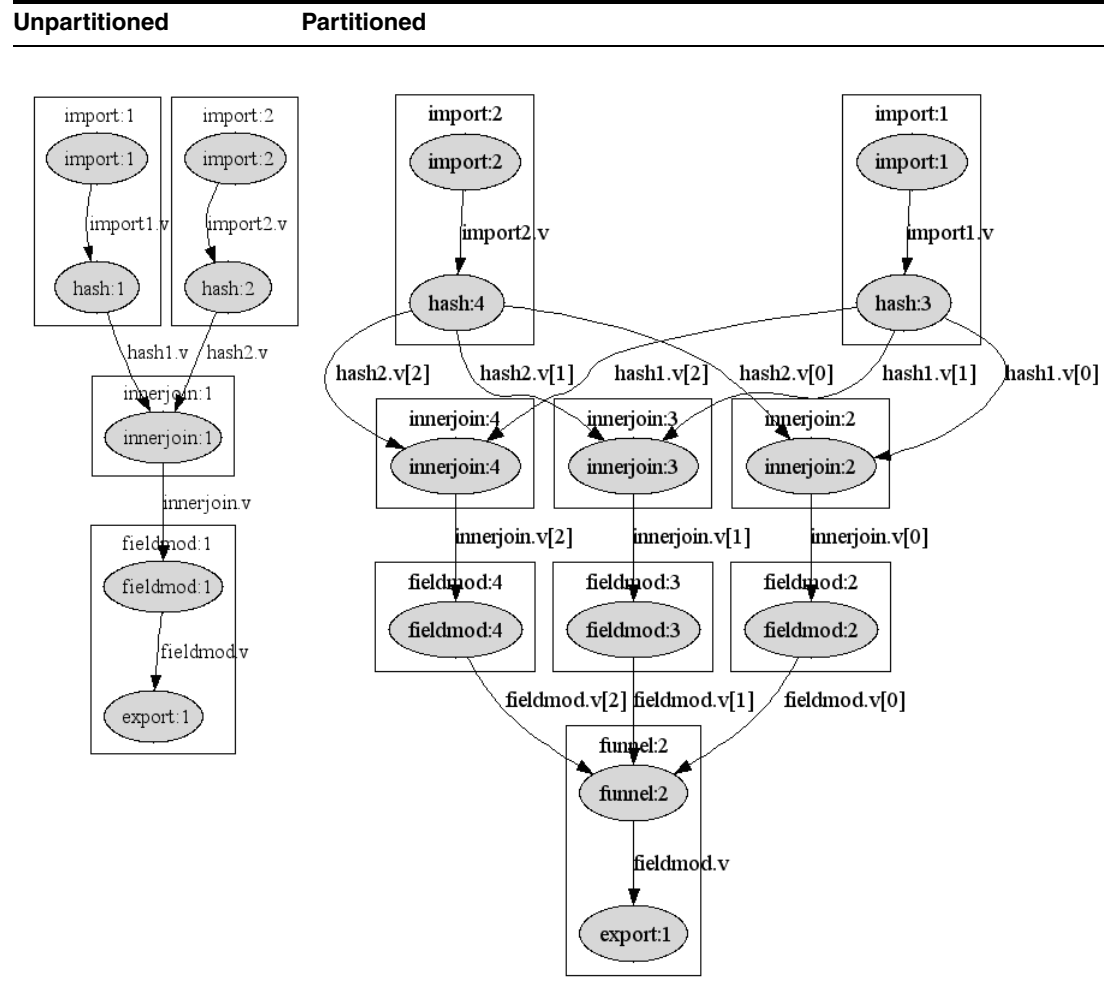 Unpartitioned Partitioned
import:1 import:2
import:1 import:2
import1.v import2.v
hash:1 hash:2
hash1.v hash2.v
innerjoin:1
innerjoin:1
innerjoin.v
fieldmod:1
fieldmod:1
fieldmod.v
export:1
import:2 import:1
import:2 import:1
import2.v import1.v
hash:4 hash:3
hash2.v[2] hash2.v[1] hash1.v[2] hash2.v[0] hash1.v[1] hash1.v[0]
innerjoin:4 innerjoin:3 innerjoin:2
innerjoin:4 innerjoin:3 innerjoin:2
innerjoin.v[2] innerjoin.v[1] innerjoin.v[0]
fieldmod:4 fieldmod:3 fieldmod:2
fieldmod:4 fieldmod:3 fieldmod:2
fieldmod.v[2] fieldmod.v[1] fieldmod.v[0]
funnel:2
funnel:2
fieldmod.v
export:1